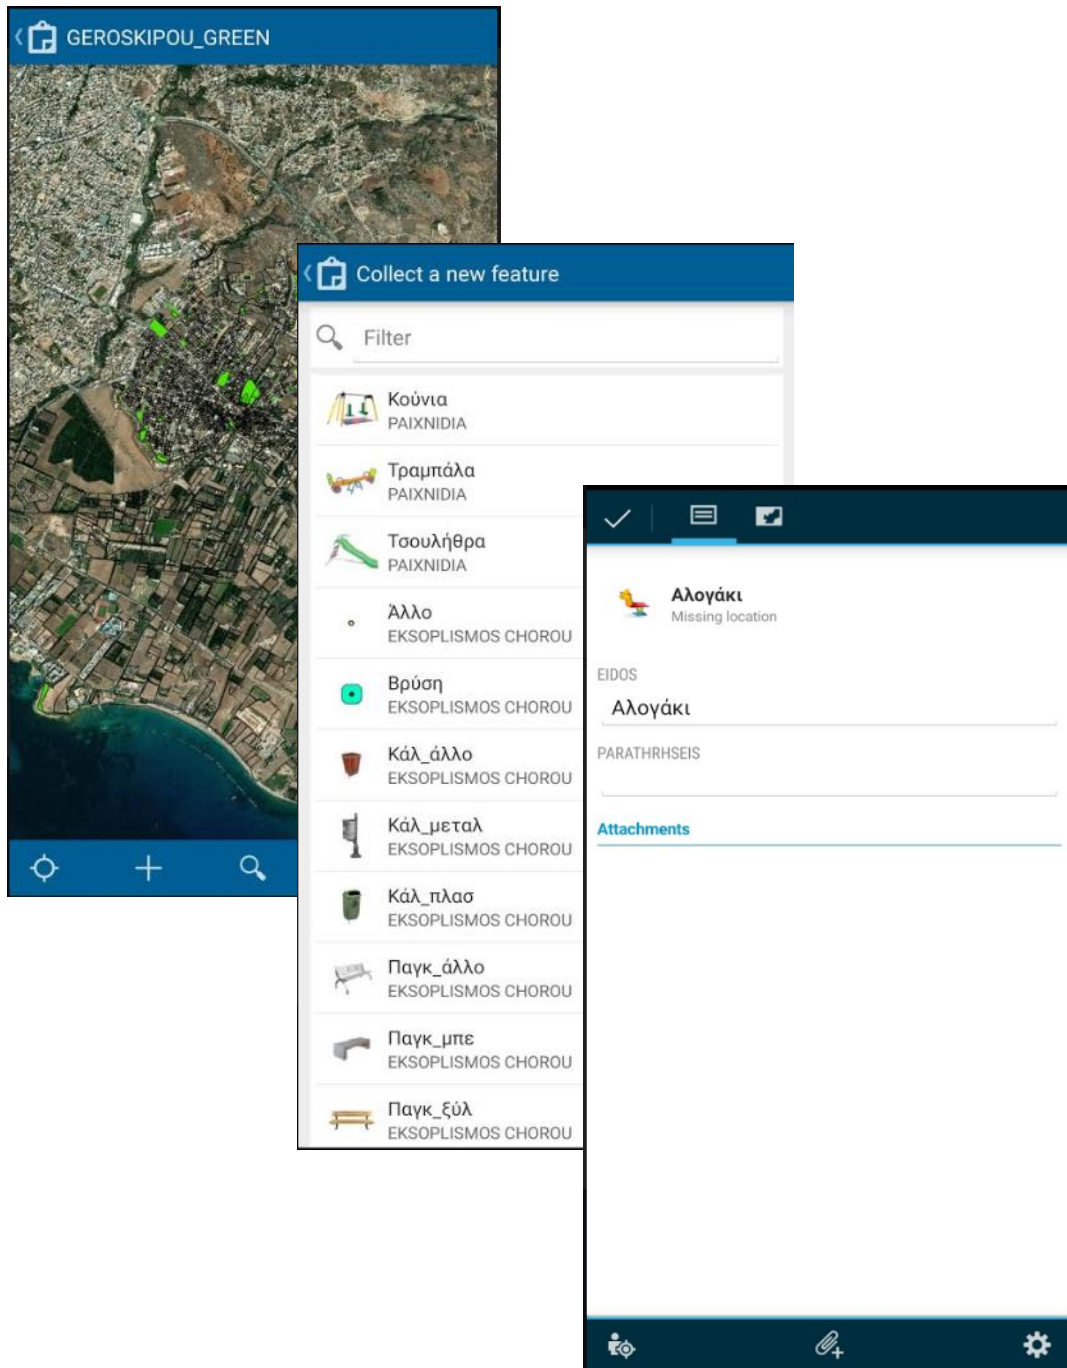 GEROSKIPOU_GREEN
Collect a new feature
Filter
Κούνια
PAIXNIDIA
Τραμπάλα
PAIXNIDIA
Τσουλήθρα
PAIXNIDIA
Άλλο
EKSOPLISMOS CHOROU
Βρύση
EKSOPLISMOS CHOROU
Κάλ_άλλο
EKSOPLISMOS CHOROU
Κάλ_μεταλ
EKSOPLISMOS CHOROU
Κάλ_πλασ
EKSOPLISMOS CHOROU
Παγκ_άλλο
EKSOPLISMOS CHOROU
Παγκ_μπε
EKSOPLISMOS CHOROU
Παγκ_ξύλ
EKSOPLISMOS CHOROU
Αλογάκι
Missing location
EIDOS
Αλογάκι
PARATHRHSEIS
Attachments